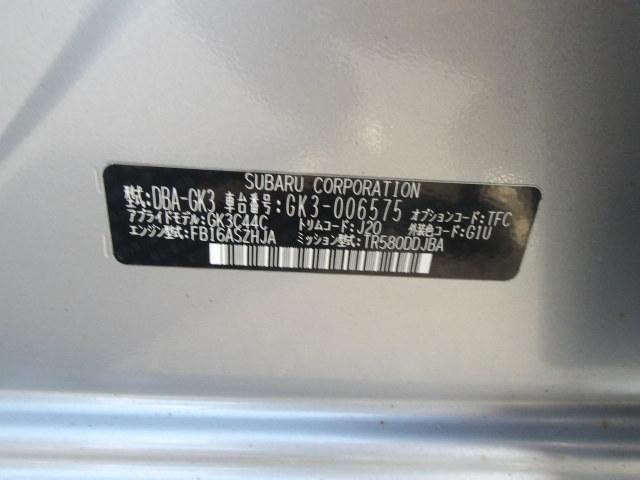 SUBARU CORPORATION
型式:DBA-GK3 車台番号:GK3-006575 オプションコード:TFC
アプライドモデル:GK3C44C トリムコード:J20 外装色コード:G1U
エンジン型式:FB16ASZHJA ミッション型式:TR580DDJBA